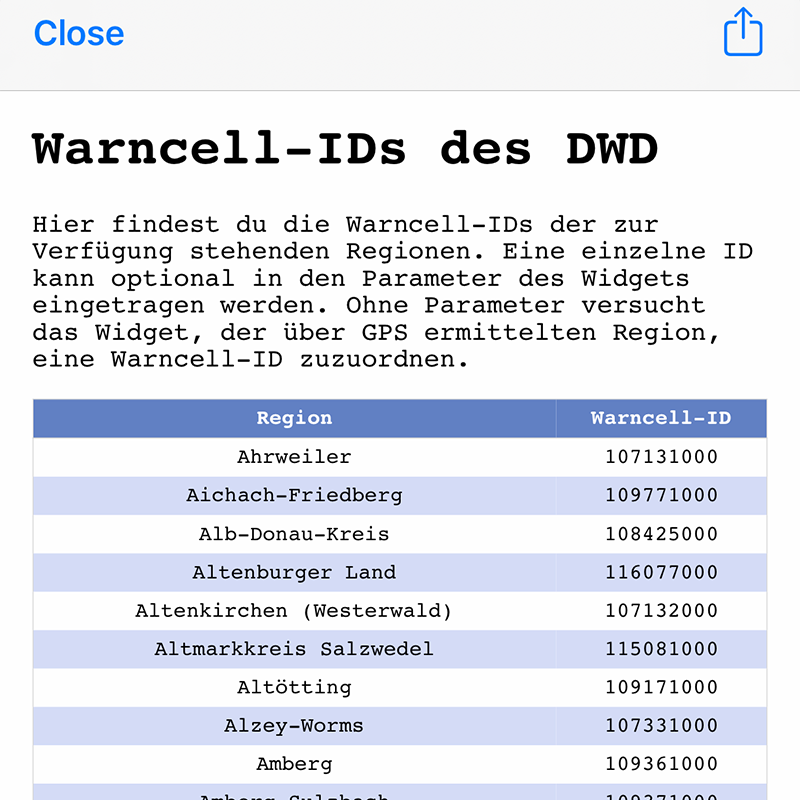 Close
Warncell-IDs des DWD
Hier findest du die Warncell-IDs der zur
Verfügung stehenden Regionen. Eine einzelne ID
kann optional in den Parameter des Widgets
eingetragen werden. Ohne Parameter versucht
das Widget, der über GPS ermittelten Region,
eine Warncell-ID zuzuordnen.
Region Warncell-ID
Ahrweiler 107131000
Aichach-Friedberg 109771000
Alb-Donau-Kreis 108425000
Altenburger Land 116077000
Altenkirchen (Westerwald) 107132000
Altmarkkreis Salzwedel 115081000
Altötting 109171000
Alzey-Worms 107331000
Amberg 109361000
Amberg-Sulzbach 109371000